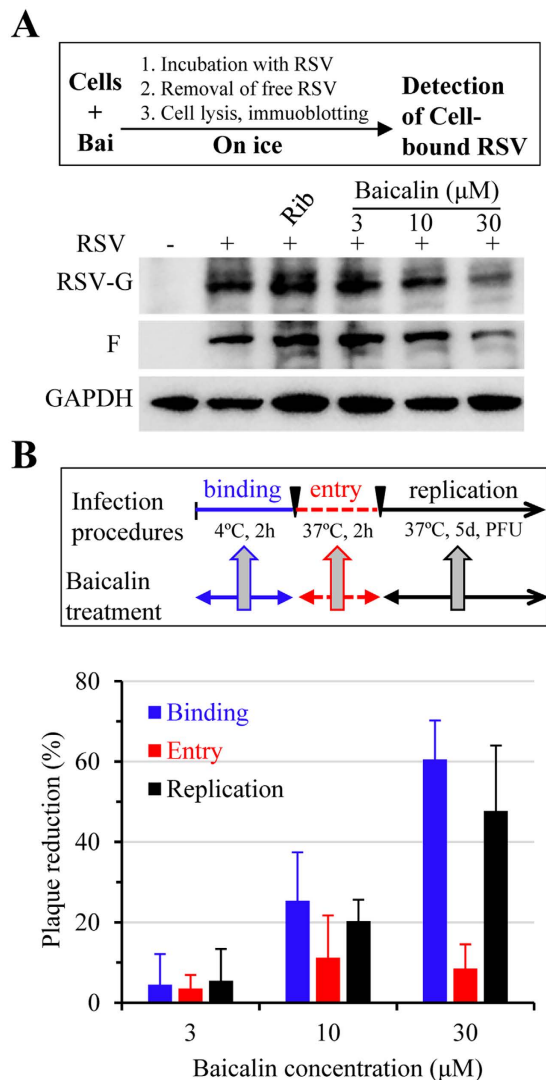 A
Cells
+
Bai
1. Incubation with RSV
2. Removal of free RSV
3. Cell lysis, immuoblotting
On ice
Detection
of Cell-
bound RSV
Rib
Baicalin (μM)
3 10 30
RSV - + + + + +
RSV-G
F
GAPDH
B
Infection
procedures
binding entry replication
4ºC, 2h 37ºC, 2h 37ºC, 5d, PFU
Baicalin
treatment
Plaque reduction (%)
80
60
40
20
0
Binding
Entry
Replication
3 10 30
Baicalin concentration (μM)